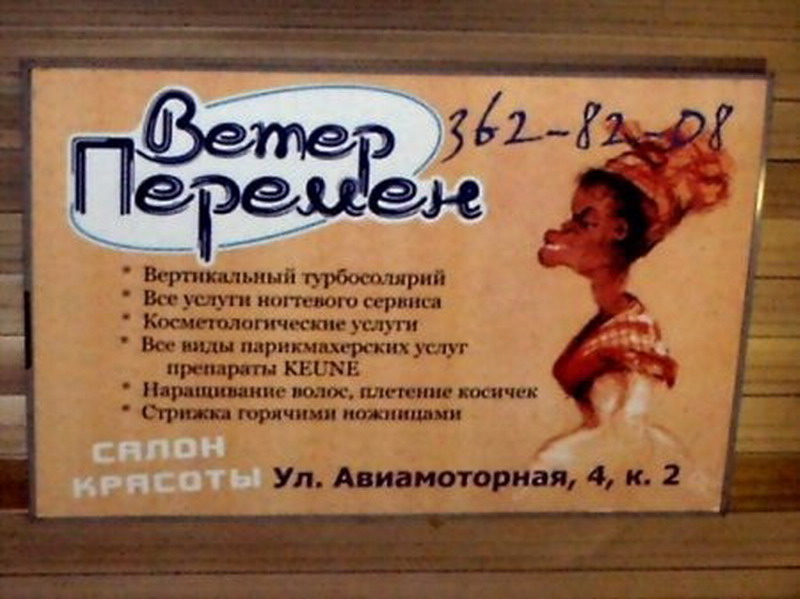 Ветер
Перемен
362-82-08
* Вертикальный турбосолярий
* Все услуги ногтевого сервиса
* Косметологические услуги
* Все виды парикмахерских услуг
препараты KEUNE
* Наращивание волос, плетение косичек
* Стрижка горячими ножницами
САЛОН
КРАСОТЫ Ул. Авиамоторная, 4, к. 2